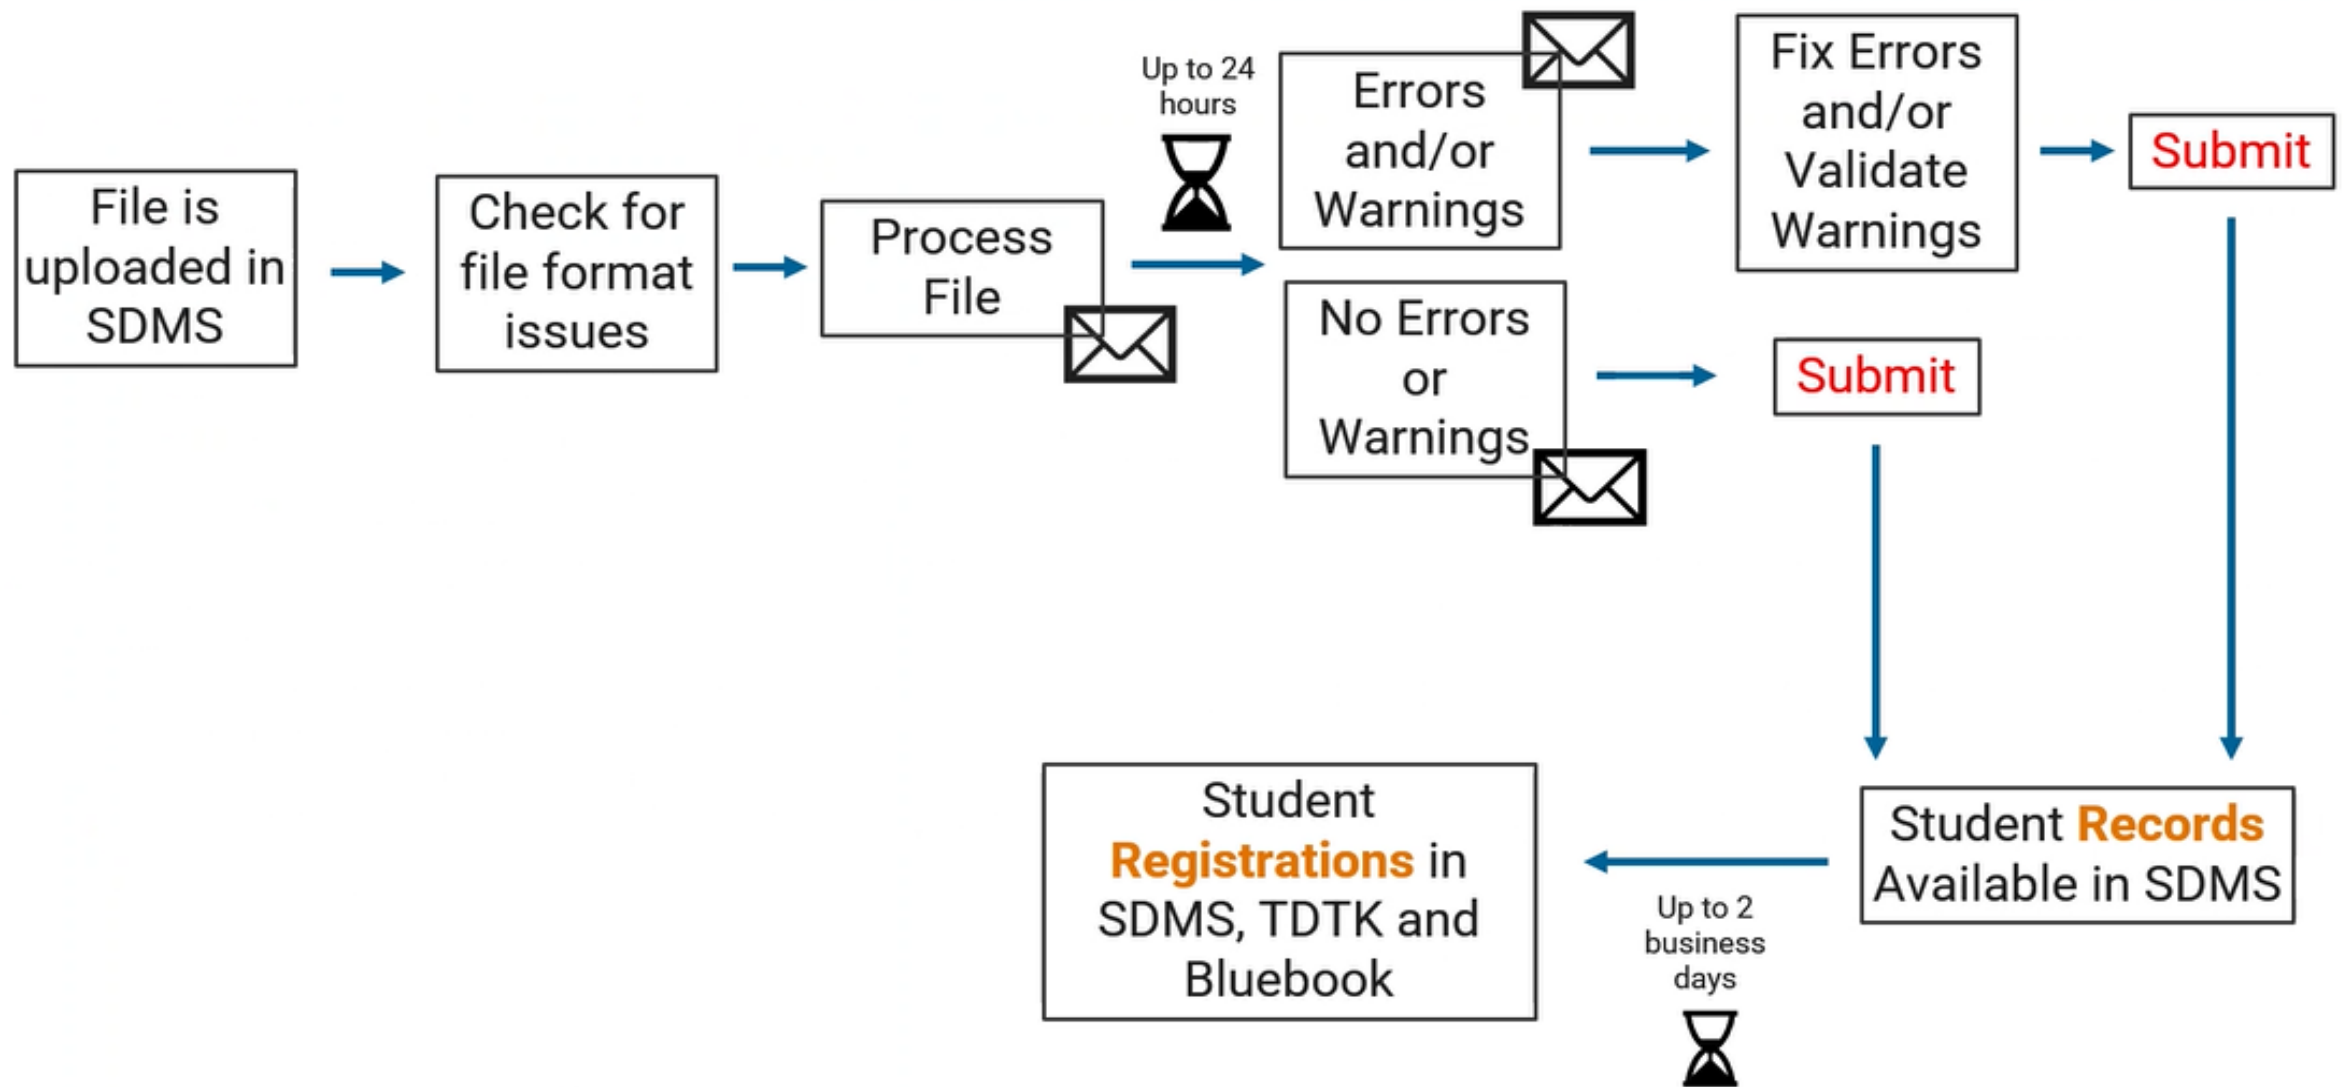 File is
uploaded in
SDMS
Check for
file format
issues
Process
File
Up to 24
hours
Errors
and/or
Warnings
Fix Errors
and/or
Validate
Warnings
Submit
No Errors
or
Warnings
Submit
Student Records
Available in SDMS
Up to 2
business
days
Student
Registrations in
SDMS, TDTK and
Bluebook